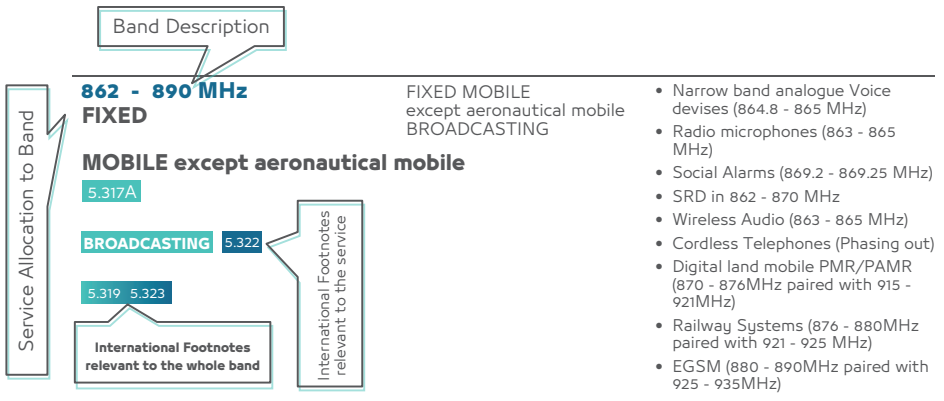 Band Description
Service Allocation to Band
862 - 890 MHz
FIXED
MOBILE except aeronautical mobile
5.317A
BROADCASTING 5.322
5.319 5.323
International Footnotes
relevant to the whole band
International Footnotes
relevant to the service
FIXED MOBILE
except aeronautical mobile
BROADCASTING
• Narrow band analogue Voice
devises (864.8 - 865 MHz)
• Radio microphones (863 - 865
MHz)
• Social Alarms (869.2 - 869.25 MHz)
• SRD in 862 - 870 MHz
• Wireless Audio (863 - 865 MHz)
• Cordless Telephones (Phasing out)
• Digital land mobile PMR/PAMR
(870 - 876MHz paired with 915 -
921MHz)
• Railway Systems (876 - 880MHz
paired with 921 - 925 MHz)
• EGSM (880 - 890MHz paired with
925 - 935MHz)